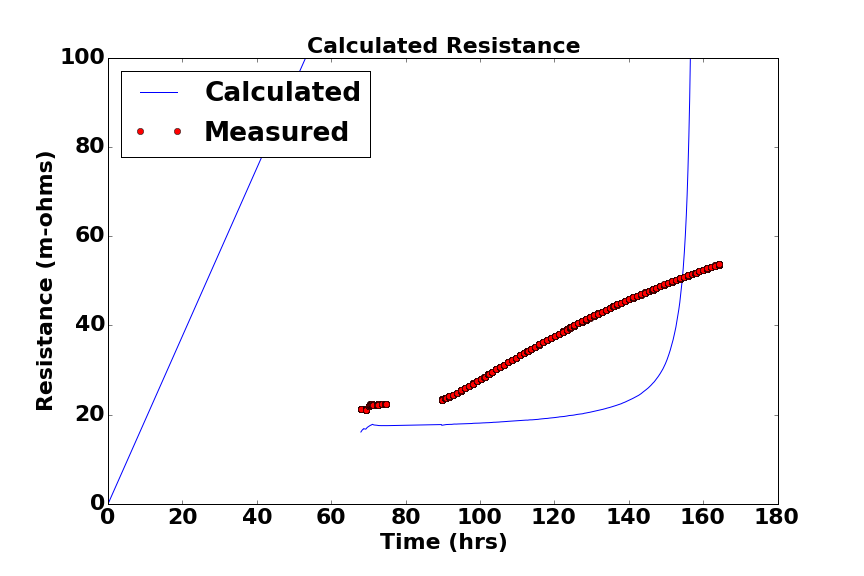 Calculated Resistance
Calculated
Measured
Resistance (m-ohms)
100
80
60
40
20
0
0 20 40 60 80 100 120 140 160 180
Time (hrs)